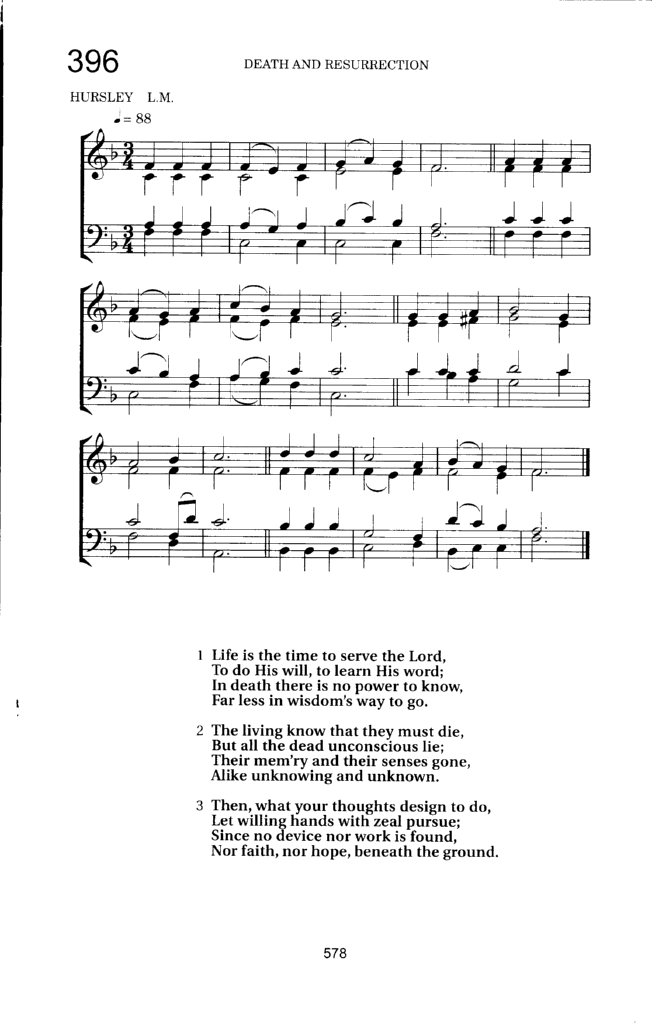 396
DEATH AND RESURRECTION
HURSLEY L.M.
♩= 88
1 Life is the time to serve the Lord,
To do His will, to learn His word;
In death there is no power to know,
Far less in wisdom's way to go.
2 The living know that they must die,
But all the dead unconscious lie;
Their mem'ry and their senses gone,
Alike unknowing and unknown.
3 Then, what your thoughts design to do,
Let willing hands with zeal pursue;
Since no device nor work is found,
Nor faith, nor hope, beneath the ground.
578